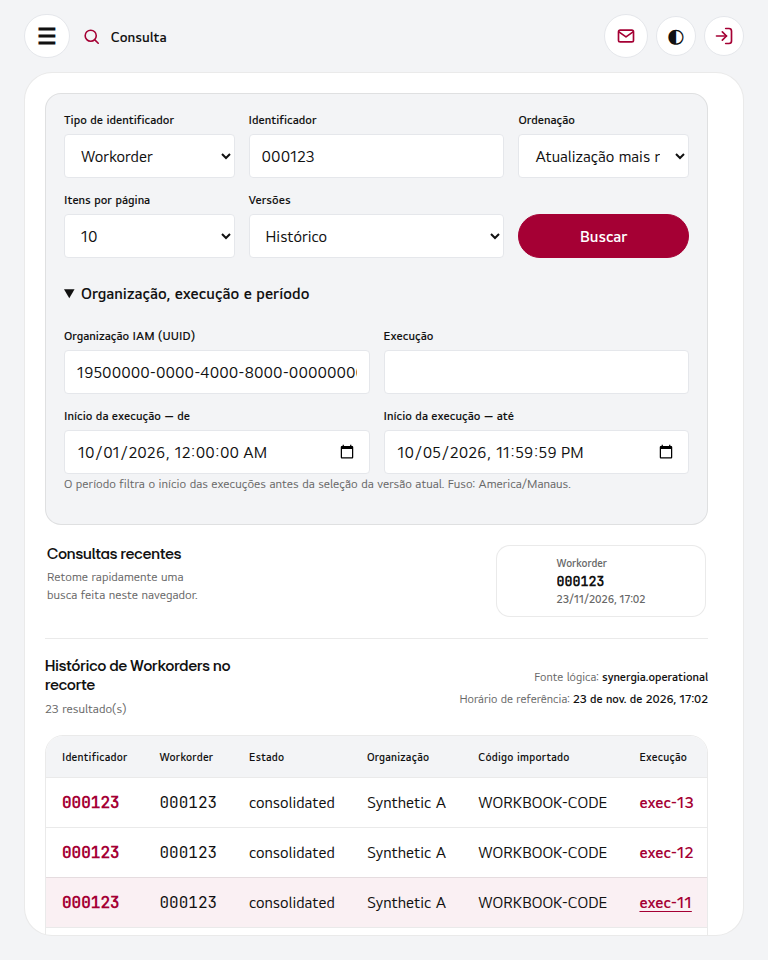 Consulta
Tipo de identificador Identificador Ordenação
Workorder 000123 Atualização mais r
Itens por página Versões
10 Histórico Buscar
▼ Organização, execução e período
Organização IAM (UUID) Execução
19500000-0000-4000-8000-0000000
Início da execução — de Início da execução — até
10/01/2026, 12:00:00 AM 10/05/2026, 11:59:59 PM
O período filtra o início das execuções antes da seleção da versão atual. Fuso: America/Manaus.
Consultas recentes
Retome rapidamente uma
busca feita neste navegador.
Workorder
000123
23/11/2026, 17:02
Histórico de Workorders no
recorte
23 resultado(s)
Fonte lógica: synergia.operational
Horário de referência: 23 de nov. de 2026, 17:02
Identificador Workorder Estado Organização Código importado Execução
000123 000123 consolidated Synthetic A WORKBOOK-CODE exec-13
000123 000123 consolidated Synthetic A WORKBOOK-CODE exec-12
000123 000123 consolidated Synthetic A WORKBOOK-CODE exec-11